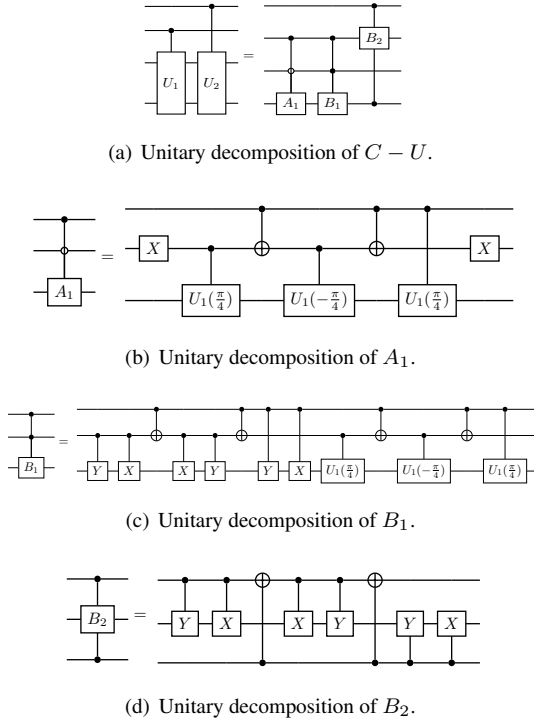 U₁ U₂ = A₁ B₁ B₂
(a) Unitary decomposition of C − U.
A₁ = X U₁(π/4) U₁(−π/4) U₁(π/4) X
(b) Unitary decomposition of A₁.
B₁ = Y X X Y Y X U₁(π/4) U₁(−π/4) U₁(π/4)
(c) Unitary decomposition of B₁.
B₂ = Y X X Y Y X
(d) Unitary decomposition of B₂.